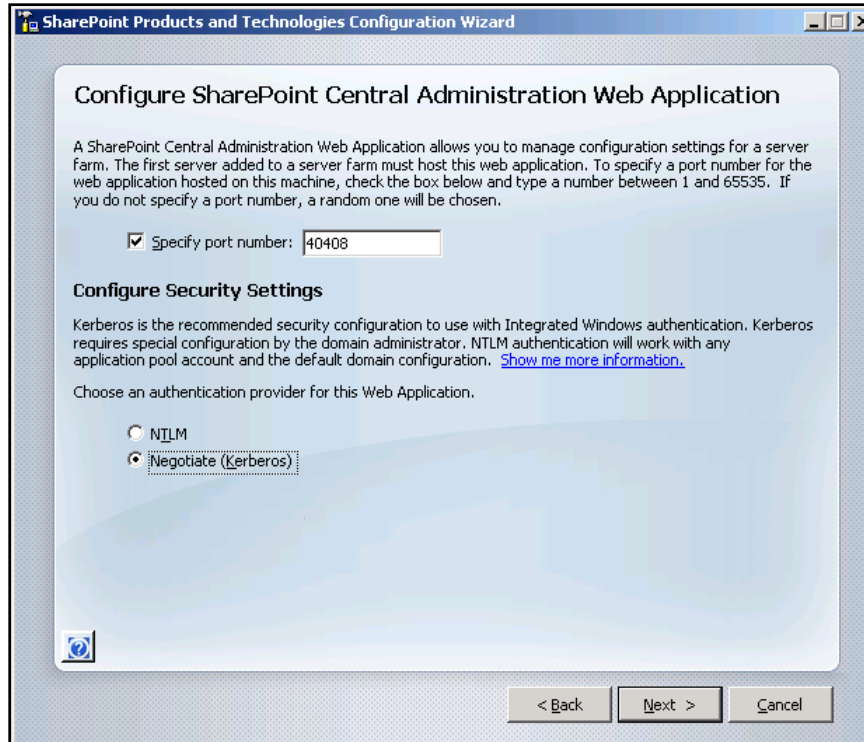 SharePoint Products and Technologies Configuration Wizard
Configure SharePoint Central Administration Web Application
A SharePoint Central Administration Web Application allows you to manage configuration settings for a server
farm. The first server added to a server farm must host this web application. To specify a port number for the
web application hosted on this machine, check the box below and type a number between 1 and 65535. If
you do not specify a port number, a random one will be chosen.
Specify port number: 40408
Configure Security Settings
Kerberos is the recommended security configuration to use with Integrated Windows authentication. Kerberos
requires special configuration by the domain administrator. NTLM authentication will work with any
application pool account and the default domain configuration. Show me more information.
Choose an authentication provider for this Web Application.
NTLM
Negotiate (Kerberos)
< Back Next > Cancel